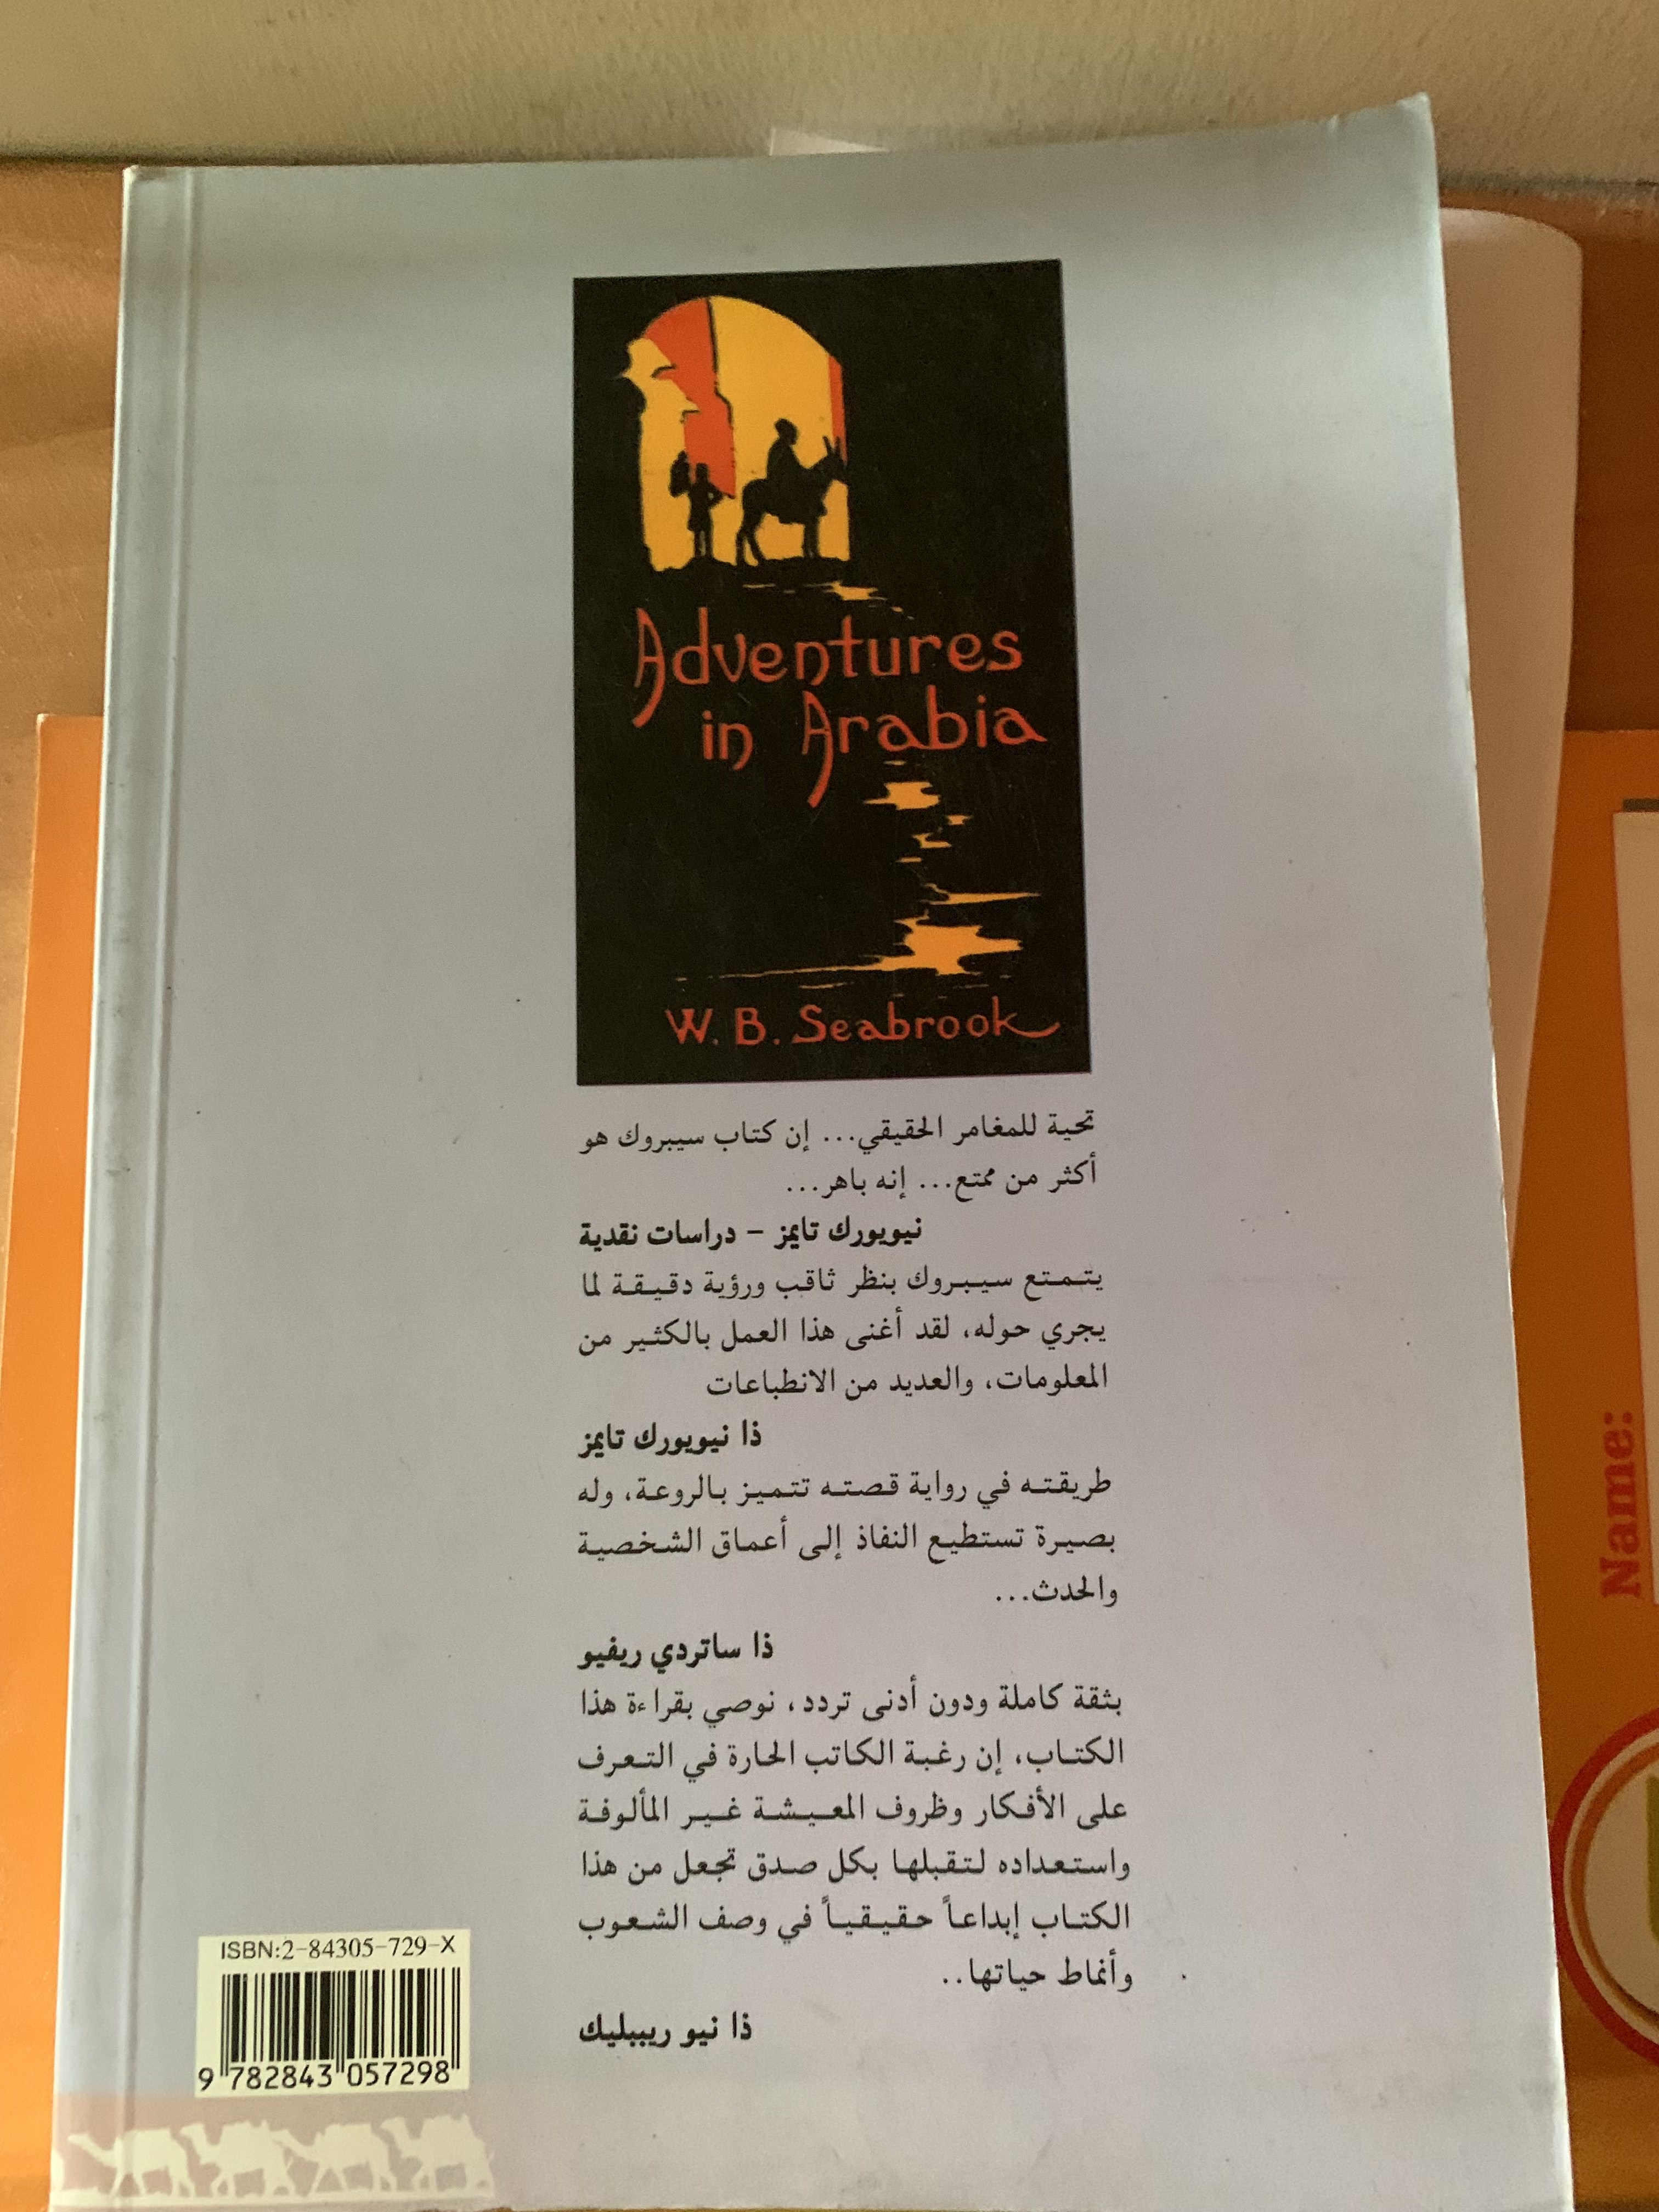 Adventures
in Arabia
W. B. Seabrook
تحية للمغامر الحقيقي... إن كتاب سيبروك هو
أكثر من ممتع... إنه باهر...
نيويورك تايمز – دراسات نقدية
يتمتع سيبروك بنظر ثاقب ورؤية دقيقة لما
يجري حوله، لقد أغنى هذا العمل بالكثير من
المعلومات، والعديد من الانطباعات
ذا نيويورك تايمز
طريقته في رواية قصته تتميز بالروعة، وله
بصيرة تستطيع النفاذ إلى أعماق الشخصية
والحدث...
ذا ساتردي ريفيو
بثقة كاملة ودون أدنى تردد، نوصي بقراءة هذا
الكتاب، إن رغبة الكاتب الحارة في التعرف
على الأفكار وظروف المعيشة غير المألوفة
واستعداده لتقبلها بكل صدق تجعل من هذا
الكتاب إبداعاً حقيقياً في وصف الشعوب
وأنماط حياتها..
ذا نيو ريببليك
ISBN:2-84305-729-X
9 782843 057298
Name: